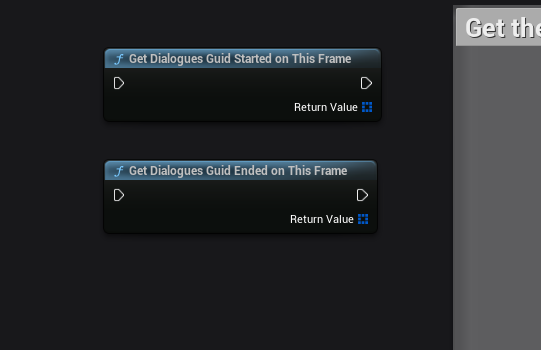 Get the
Get Dialogues Guid Started on This Frame
Return Value
Get Dialogues Guid Ended on This Frame
Return Value